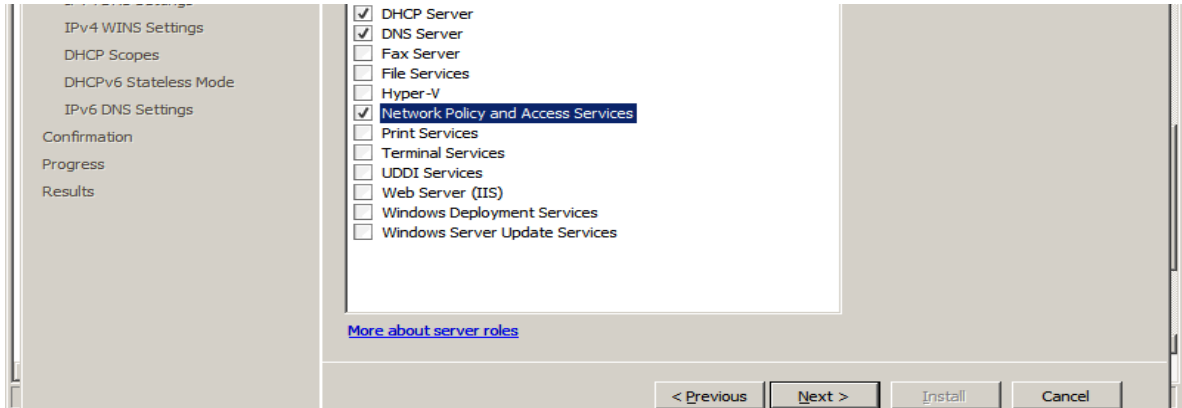 IPv4 WINS Settings
DHCP Scopes
DHCPv6 Stateless Mode
IPv6 DNS Settings
Confirmation
Progress
Results
DHCP Server
DNS Server
Fax Server
File Services
Hyper-V
Network Policy and Access Services
Print Services
Terminal Services
UDDI Services
Web Server (IIS)
Windows Deployment Services
Windows Server Update Services
More about server roles
< Previous Next > Install Cancel